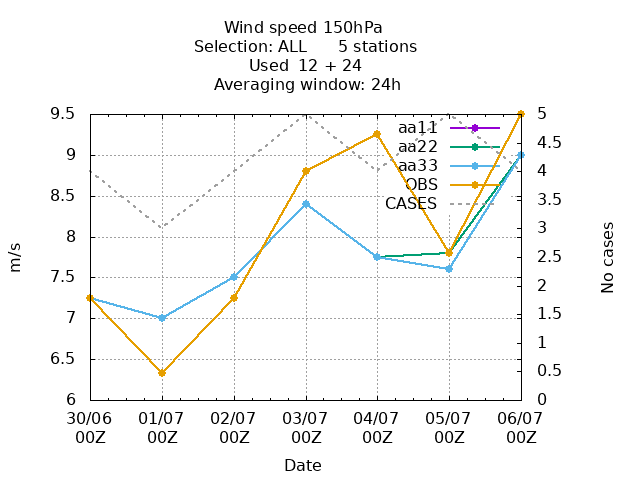 Wind speed 150hPa
Selection: ALL      5 stations
Used  12 + 24
Averaging window: 24h
9.5
9
8.5
8
7.5
7
6.5
6
m/s
5
4.5
4
3.5
3
2.5
2
1.5
1
0.5
0
No cases
aa11
aa22
aa33
OBS
CASES
30/06 01/07 02/07 03/07 04/07 05/07 06/07
00Z 00Z 00Z 00Z 00Z 00Z 00Z
Date